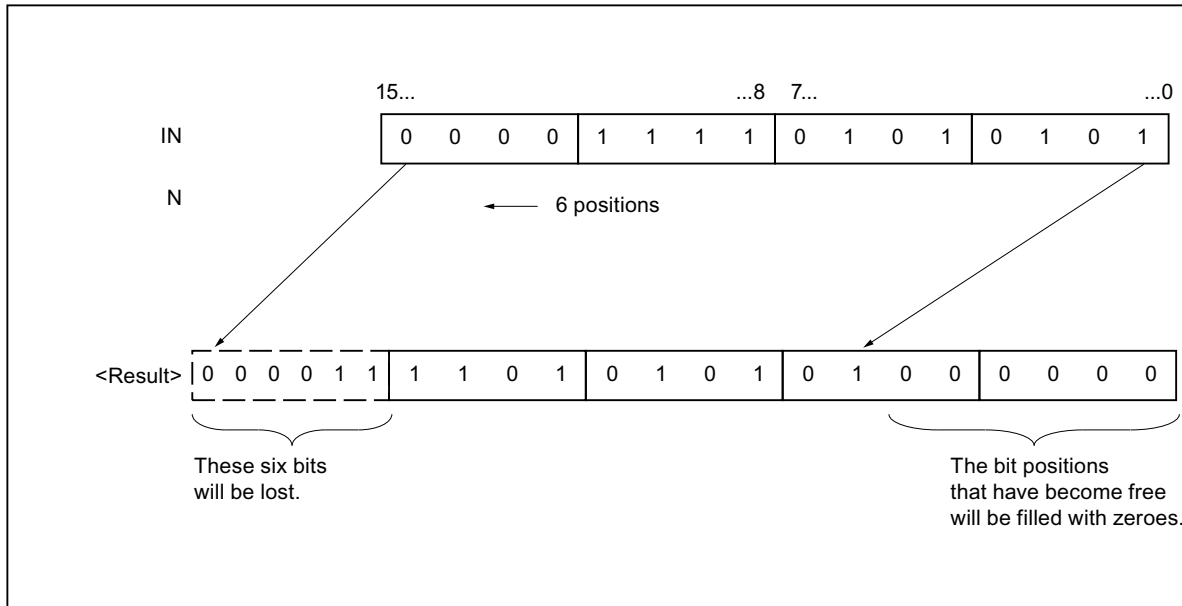 15... ...8 7... ...0
IN 0 0 0 0 1 1 1 1 0 1 0 1 0 1 0 1
N 6 positions
<Result> 0 0 0 0 1 1 1 1 0 1 0 1 0 1 0 1 0 0 0 0 0 0
These six bits
will be lost.
The bit positions
that have become free
will be filled with zeroes.